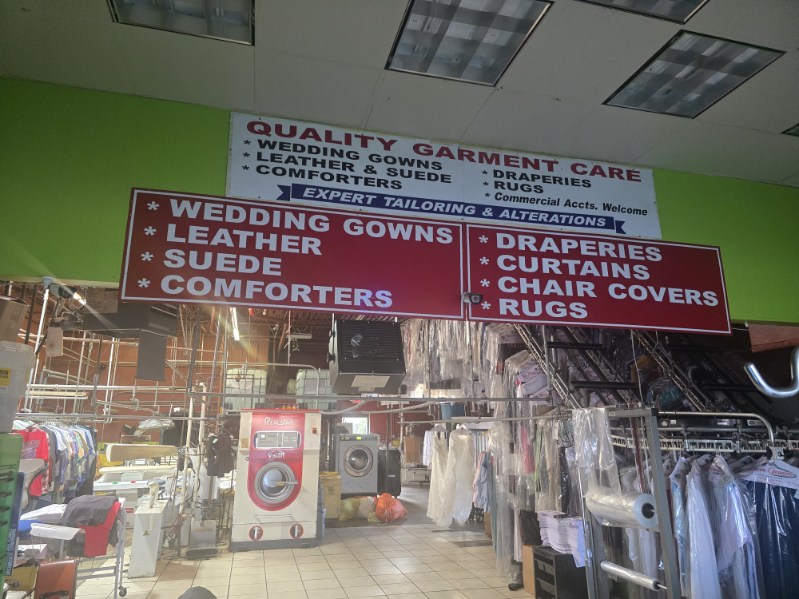 QUALITY GARMENT CARE
* WEDDING GOWNS
* LEATHER & SUEDE
* COMFORTERS
* DRAPERIES
* RUGS
* Commercial Accts. Welcome
EXPERT TAILORING & ALTERATIONS
* WEDDING GOWNS
* LEATHER
* SUEDE
* COMFORTERS
* DRAPERIES
* CURTAINS
* CHAIR COVERS
* RUGS